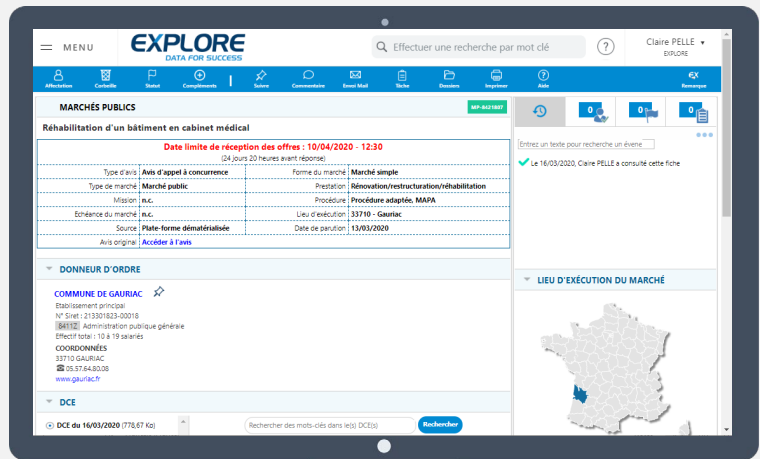 MENU
EXPLORE
DATA FOR SUCCESS
Effectuer une recherche par mot clé
?
Claire PELLE
EXPLORE
Affectation
Corbeille
Statut
Compléments
Suivre
Commentaire
Envoi Mail
Tâche
Dossiers
Imprimer
Aide
Remarque
MARCHÉS PUBLICS
MP-8421887
0
0
0
Réhabilitation d'un bâtiment en cabinet médical
Date limite de réception des offres : 10/04/2020 - 12:30
(24 jours 20 heures avant réponse)
Type d'avis Avis d'appel à concurrence
Forme du marché Marché simple
Type de marché Marché public
Prestation Rénovation/restructuration/réhabilitation
Mission n.c.
Procédure Procédure adaptée, MAPA
Echéance du marché n.c.
Lieu d'exécution 33710 - Gauriac
Source Plate-forme dématérialisée
Date de parution 13/03/2020
Avis original Accéder à l'avis
Entrez un texte pour recherche un évene
Le 16/03/2020, Claire PELLE a consulté cette fiche
DONNEUR D'ORDRE
COMMUNE DE GAURIAC
Etablissement principal
N° Siret : 213301823-00018
8411Z Administration publique générale
Effectif total : 10 à 19 salariés
COORDONNÉES
33710 GAURIAC
05.57.64.80.08
www.gauriac.fr
LIEU D'EXÉCUTION DU MARCHÉ
DCE
DCE du 16/03/2020 (778,67 Ko)
Rechercher des mots-clés dans le(s) DCE(s)
Rechercher